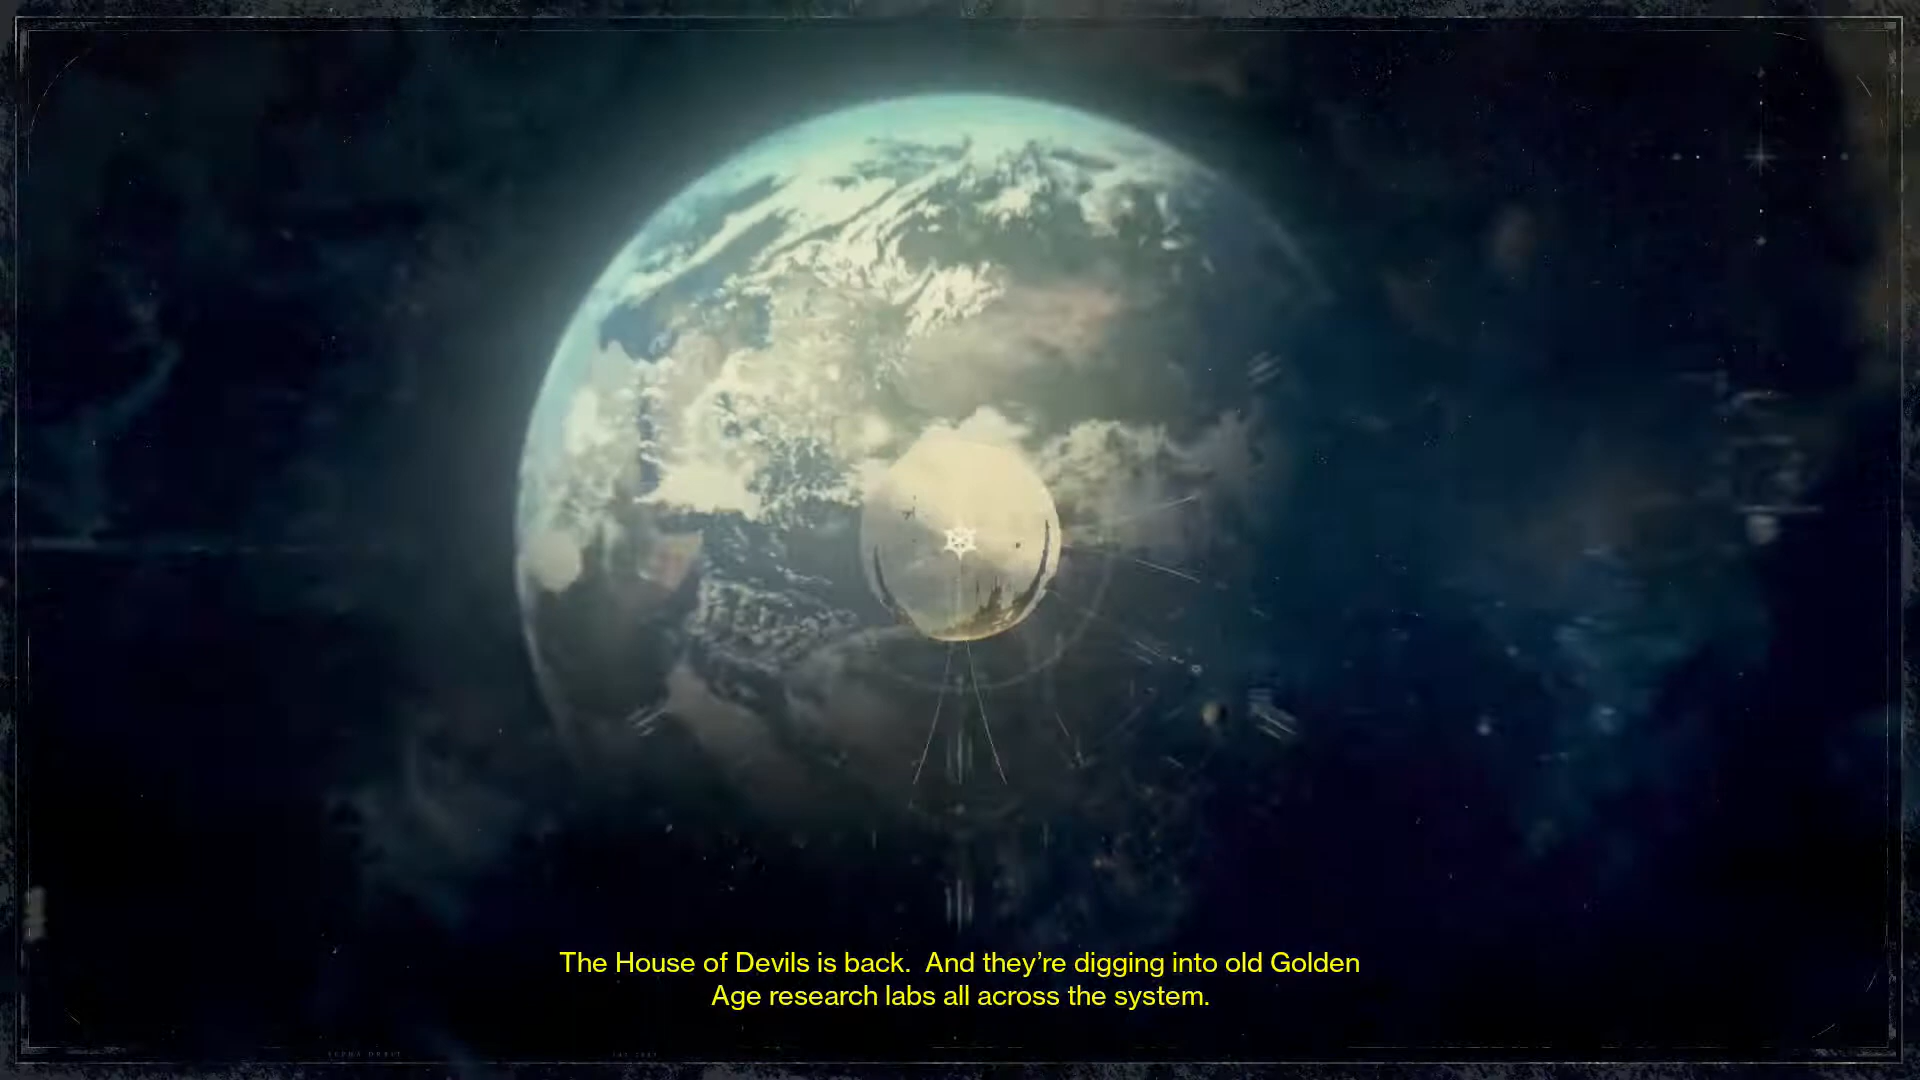 The House of Devils is back.  And they’re digging into old Golden
Age research labs all across the system.